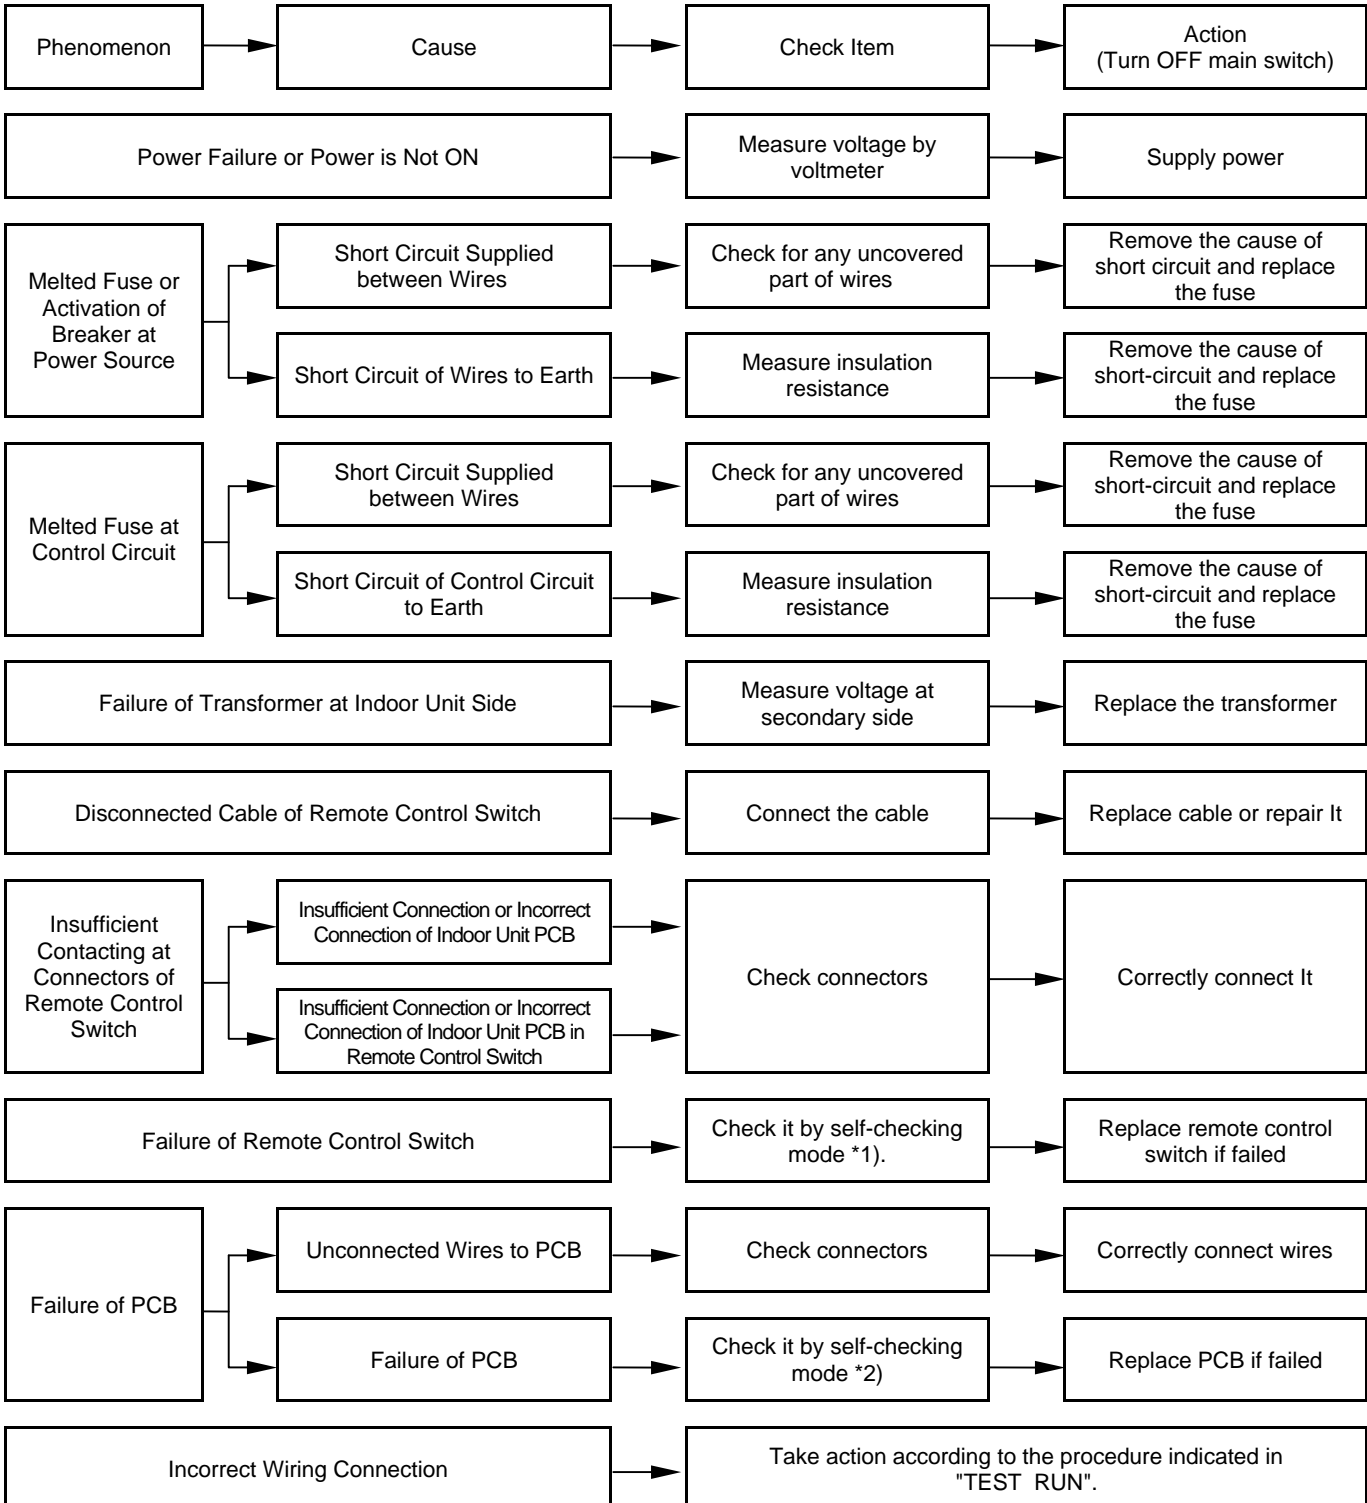 Phenomenon
Cause
Check Item
Action
(Turn OFF main switch)
Power Failure or Power is Not ON
Measure voltage by
voltmeter
Supply power
Melted Fuse or
Activation of
Breaker at
Power Source
Short Circuit Supplied
between Wires
Check for any uncovered
part of wires
Remove the cause of
short circuit and replace
the fuse
Short Circuit of Wires to Earth
Measure insulation
resistance
Remove the cause of
short-circuit and replace
the fuse
Melted Fuse at
Control Circuit
Short Circuit Supplied
between Wires
Check for any uncovered
part of wires
Remove the cause of
short-circuit and replace
the fuse
Short Circuit of Control Circuit
to Earth
Measure insulation
resistance
Remove the cause of
short-circuit and replace
the fuse
Failure of Transformer at Indoor Unit Side
Measure voltage at
secondary side
Replace the transformer
Disconnected Cable of Remote Control Switch
Connect the cable
Replace cable or repair It
Insufficient
Contacting at
Connectors of
Remote Control
Switch
Insufficient Connection or Incorrect
Connection of Indoor Unit PCB
Insufficient Connection or Incorrect
Connection of Indoor Unit PCB in
Remote Control Switch
Check connectors
Correctly connect It
Failure of Remote Control Switch
Check it by self-checking
mode *1).
Replace remote control
switch if failed
Failure of PCB
Unconnected Wires to PCB
Check connectors
Correctly connect wires
Failure of PCB
Check it by self-checking
mode *2)
Replace PCB if failed
Incorrect Wiring Connection
Take action according to the procedure indicated in
"TEST RUN".